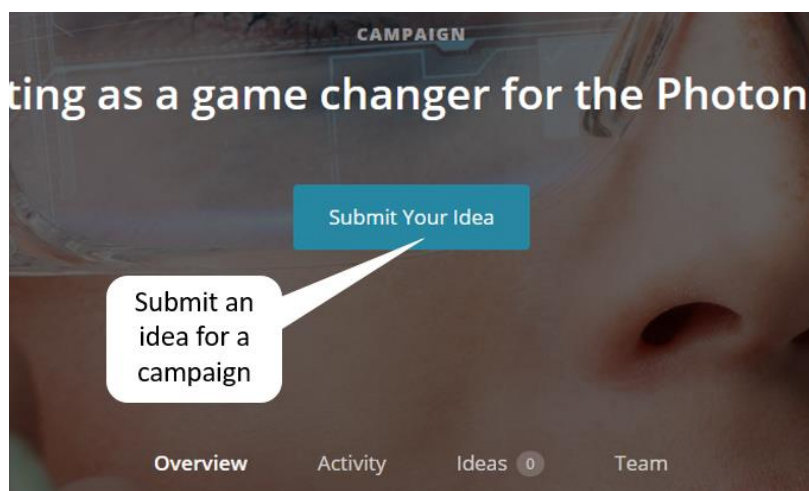 CAMPAIGN
ting as a game changer for the Photon
Submit Your Idea
Submit an
idea for a
campaign
Overview Activity Ideas 0 Team